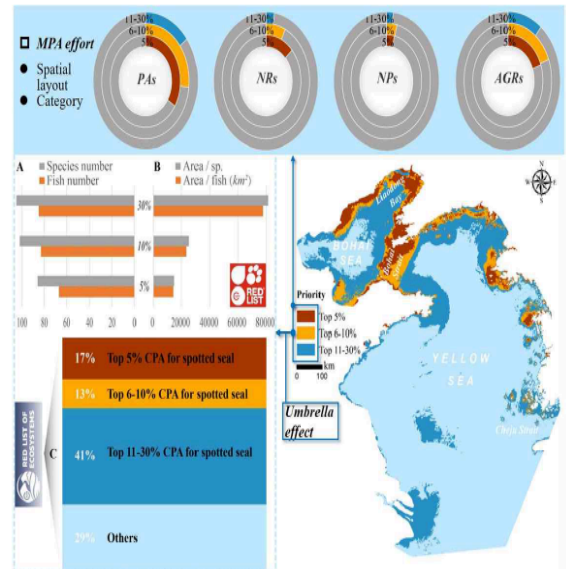 MPA effort
Spatial layout
Category
11-30%
6-10%
5%
PAs
11-30%
6-10%
5%
NRs
11-30%
6-10%
5%
NPs
11-30%
6-10%
5%
AGRs
A
Species number
Fish number
B
Area / sp.
Area / fish (km²)
30%
10%
5%
100 80 60 40 20 0 20000 40000 60000 80000
RED LIST
RED LIST OF ECOSYSTEMS
C
17% Top 5% CPA for spotted seal
13% Top 6-10% CPA for spotted seal
41% Top 11-30% CPA for spotted seal
29% Others
Umbrella effect
N
Liaodong Bay
BOHAI SEA
Bohai Strait
Priority
Top 5%
Top 6-10%
Top 11-30%
km
0 100
YELLOW SEA
Strait